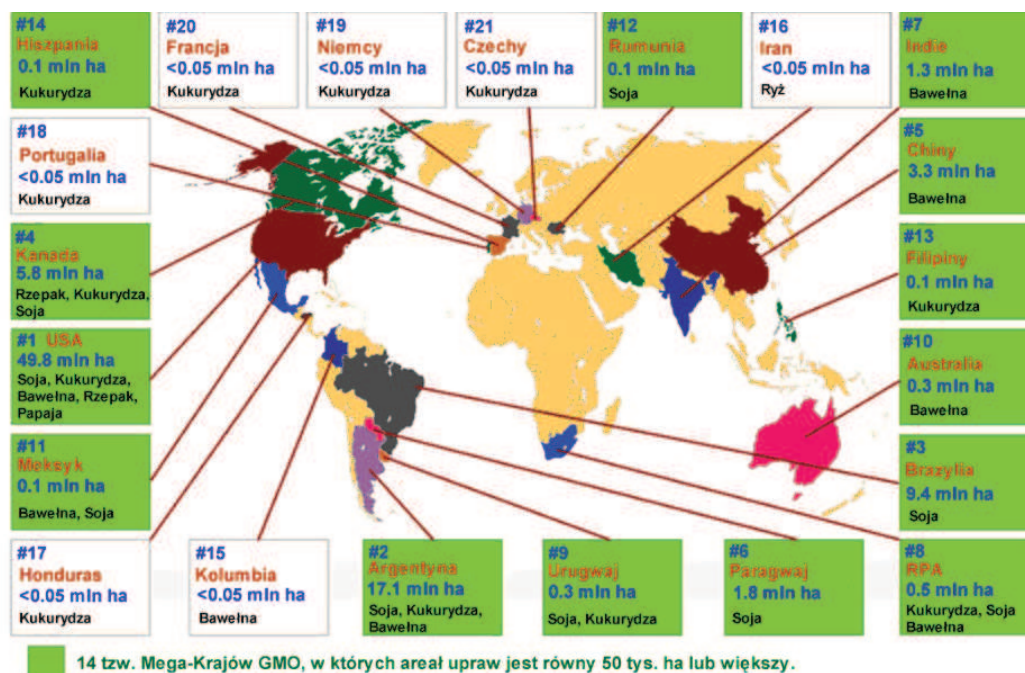 #14
Hiszpania
0.1 mln ha
Kukurydza
#20
Francja
<0.05 mln ha
Kukurydza
#19
Niemcy
<0.05 mln ha
Kukurydza
#21
Czechy
<0.05 mln ha
Kukurydza
#12
Rumunia
0.1 mln ha
Soja
#16
Iran
<0.05 mln ha
Ryż
#7
Indie
1.3 mln ha
Bawełna
#18
Portugalia
<0.05 mln ha
Kukurydza
#5
Chiny
3.3 mln ha
Bawełna
#4
Kanada
5.8 mln ha
Rzepak, Kukurydza,
Soja
#13
Filipiny
0.1 mln ha
Kukurydza
#1 USA
49.8 mln ha
Soja, Kukurydza,
Bawełna, Rzepak,
Papaja
#10
Australia
0.3 mln ha
Bawełna
#11
Meksyk
0.1 mln ha
Bawełna, Soja
#3
Brazylia
9.4 mln ha
Soja
#17
Honduras
<0.05 mln ha
Kukurydza
#15
Kolumbia
<0.05 mln ha
Bawełna
#2
Argentyna
17.1 mln ha
Soja, Kukurydza,
Bawełna
#9
Urugwaj
0.3 mln ha
Soja, Kukurydza
#6
Paragwaj
1.8 mln ha
Soja
#8
RPA
0.5 mln ha
Kukurydza, Soja
Bawełna
14 tzw. Mega-Krajów GMO, w których areał upraw jest równy 50 tys. ha lub większy.